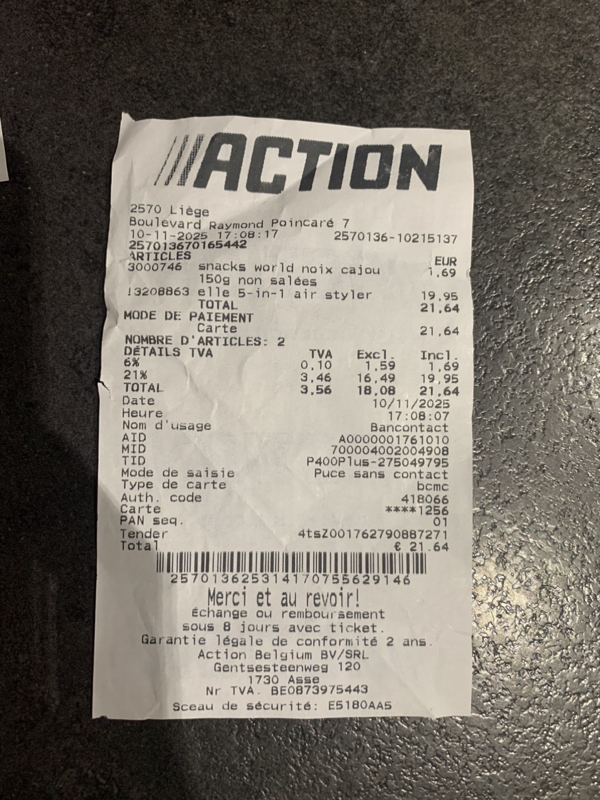 ACTION
2570 Liège
Boulevard Raymond Poincaré 7
10-11-2025 17:08:17 2570136-10215137
257013670165442
ARTICLES EUR
3000746 snacks world noix cajou 1,69
150g non salées
13208863 elle 5-in-1 air styler 19,95
TOTAL 21,64
MODE DE PAIEMENT
Carte 21,64
NOMBRE D'ARTICLES: 2
DÉTAILS TVA TVA Excl. Incl.
6% 0,10 1,59 1,69
21% 3,46 16,49 19,95
TOTAL 3,56 18,08 21,64
Date 10/11/2025
Heure 17:08:07
Nom d'usage Bancontact
AID A0000001761010
MID 700004002004908
TID P400Plus-275049795
Mode de saisie Puce sans contact
Type de carte bcmc
Auth. code 418066
Carte ****1256
PAN seq. 01
Tender 4tsZ001762790887271
Total € 21.64
257013625314170755629146
Merci et au revoir!
Échange ou remboursement
sous 8 jours avec ticket.
Garantie légale de conformité 2 ans.
Action Belgium BV/SRL
Gentsesteenweg 120
1730 Asse
Nr TVA. BE0873975443
Sceau de sécurité: E5180AA5